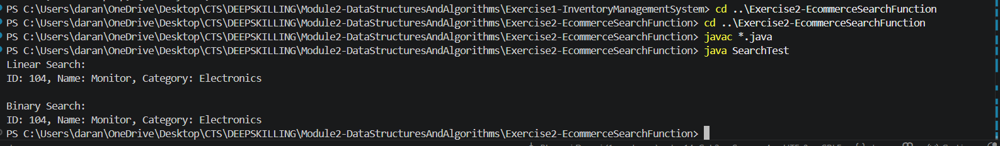 PS C:\Users\daran\OneDrive\Desktop\CTS\DEEPSKILLING\Module2-DataStructuresAndAlgorithms\Exercise1-InventoryManagementSystem> cd ..\Exercise2-EcommerceSearchFunction
PS C:\Users\daran\OneDrive\Desktop\CTS\DEEPSKILLING\Module2-DataStructuresAndAlgorithms\Exercise2-EcommerceSearchFunction> cd ..\Exercise2-EcommerceSearchFunction
PS C:\Users\daran\OneDrive\Desktop\CTS\DEEPSKILLING\Module2-DataStructuresAndAlgorithms\Exercise2-EcommerceSearchFunction> javac *.java
PS C:\Users\daran\OneDrive\Desktop\CTS\DEEPSKILLING\Module2-DataStructuresAndAlgorithms\Exercise2-EcommerceSearchFunction> java SearchTest
Linear Search:
ID: 104, Name: Monitor, Category: Electronics
Binary Search:
ID: 104, Name: Monitor, Category: Electronics
PS C:\Users\daran\OneDrive\Desktop\CTS\DEEPSKILLING\Module2-DataStructuresAndAlgorithms\Exercise2-EcommerceSearchFunction>